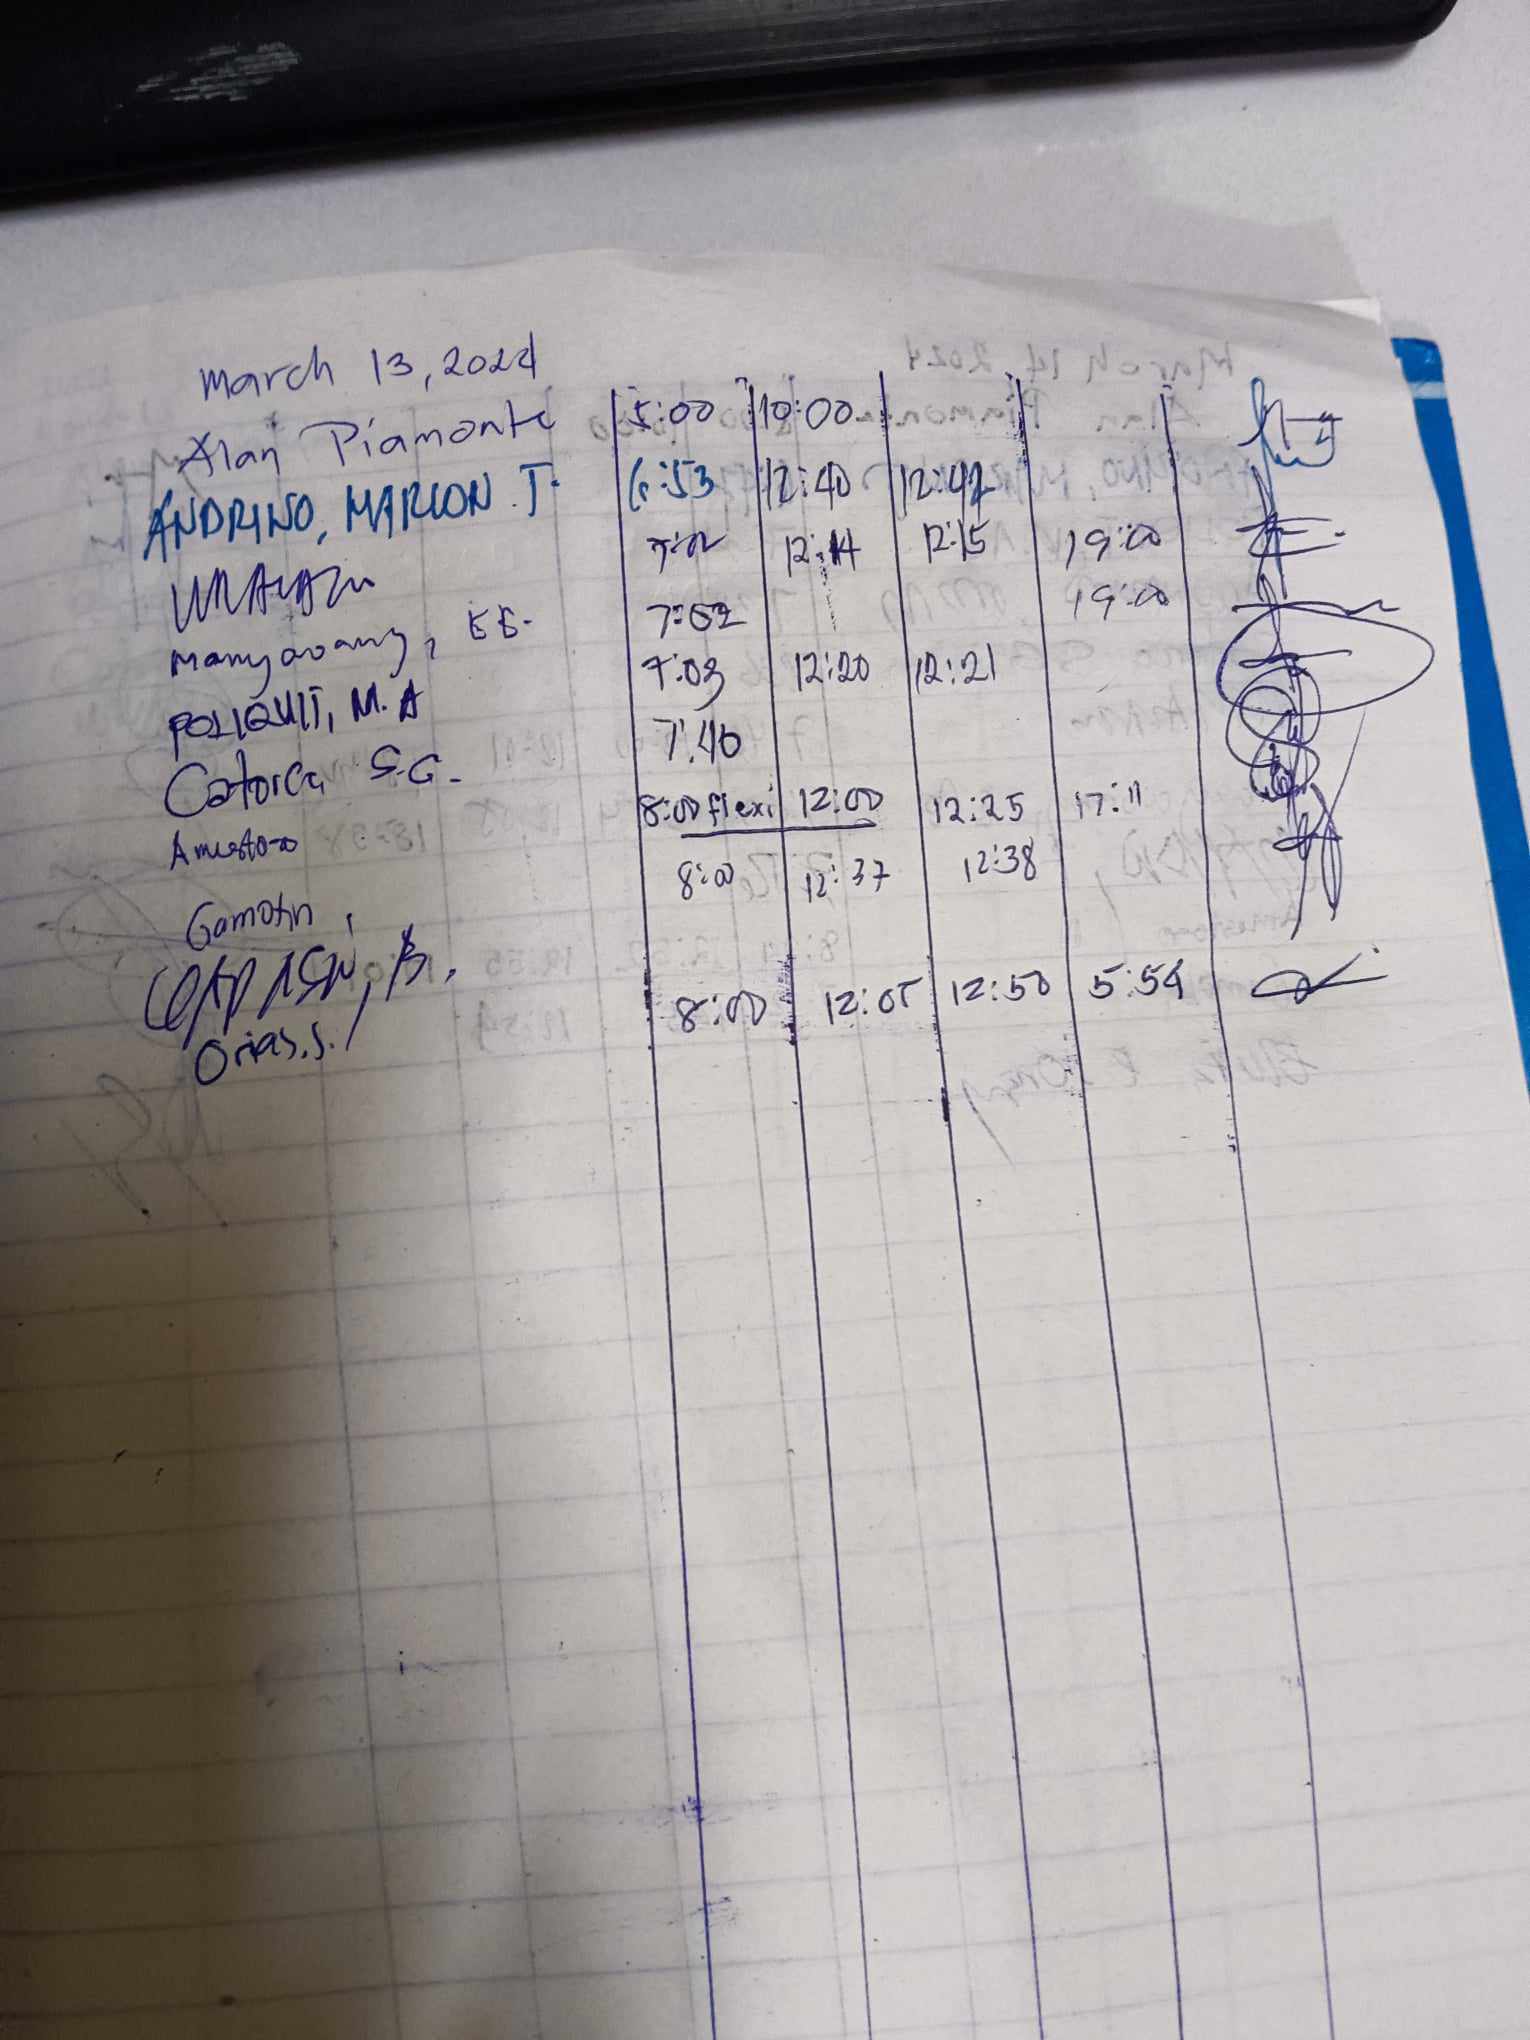 March 13, 2024
Alan Piamonte 5:00 10:00
ANDRINO, MARLON J. 6:53 12:40 12:42
7:02 12:14 12:15 19:00
Manyaoang, EE. 7:02 19:00
POLIQUIT, M.A 7:03 12:20 12:21
Catorce S.G. 7:46
Amestoso 8:00 flexi 12:00 12:25 17:11
Gamotin, 8:00 12:37 12:38
B.
Orias.S. 8:00 12:05 12:50 5:54